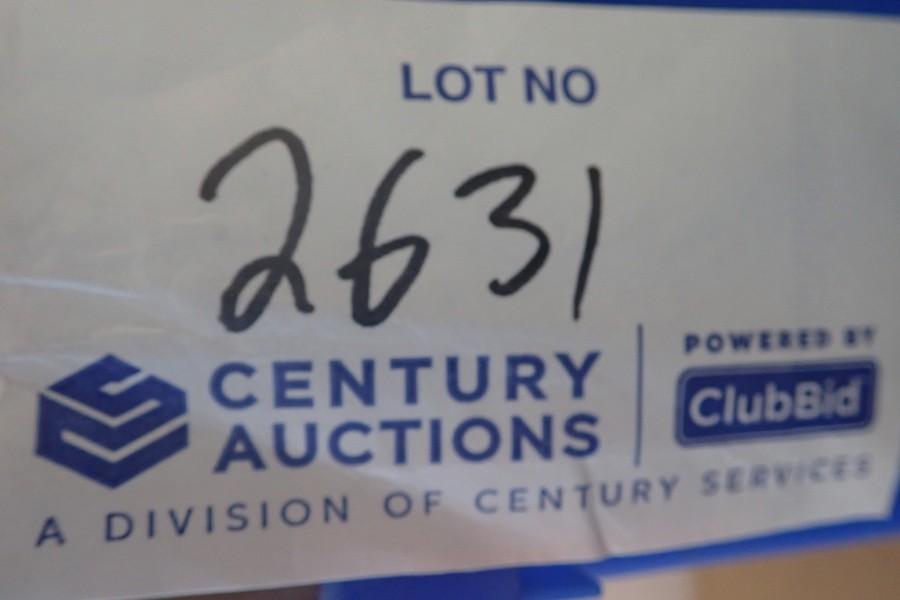 LOT NO
2631
CENTURY
AUCTIONS
POWERED BY
ClubBid
A DIVISION OF CENTURY SERVICES